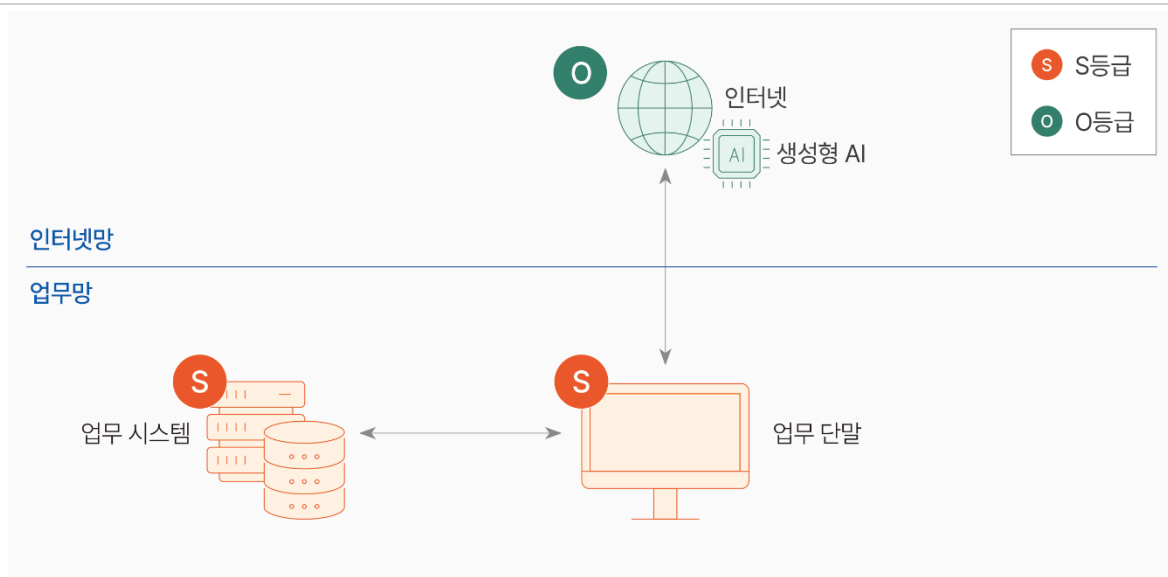 O
인터넷
AI
생성형 AI
S S등급
O O등급
인터넷망
업무망
S
업무 시스템
S
업무 단말